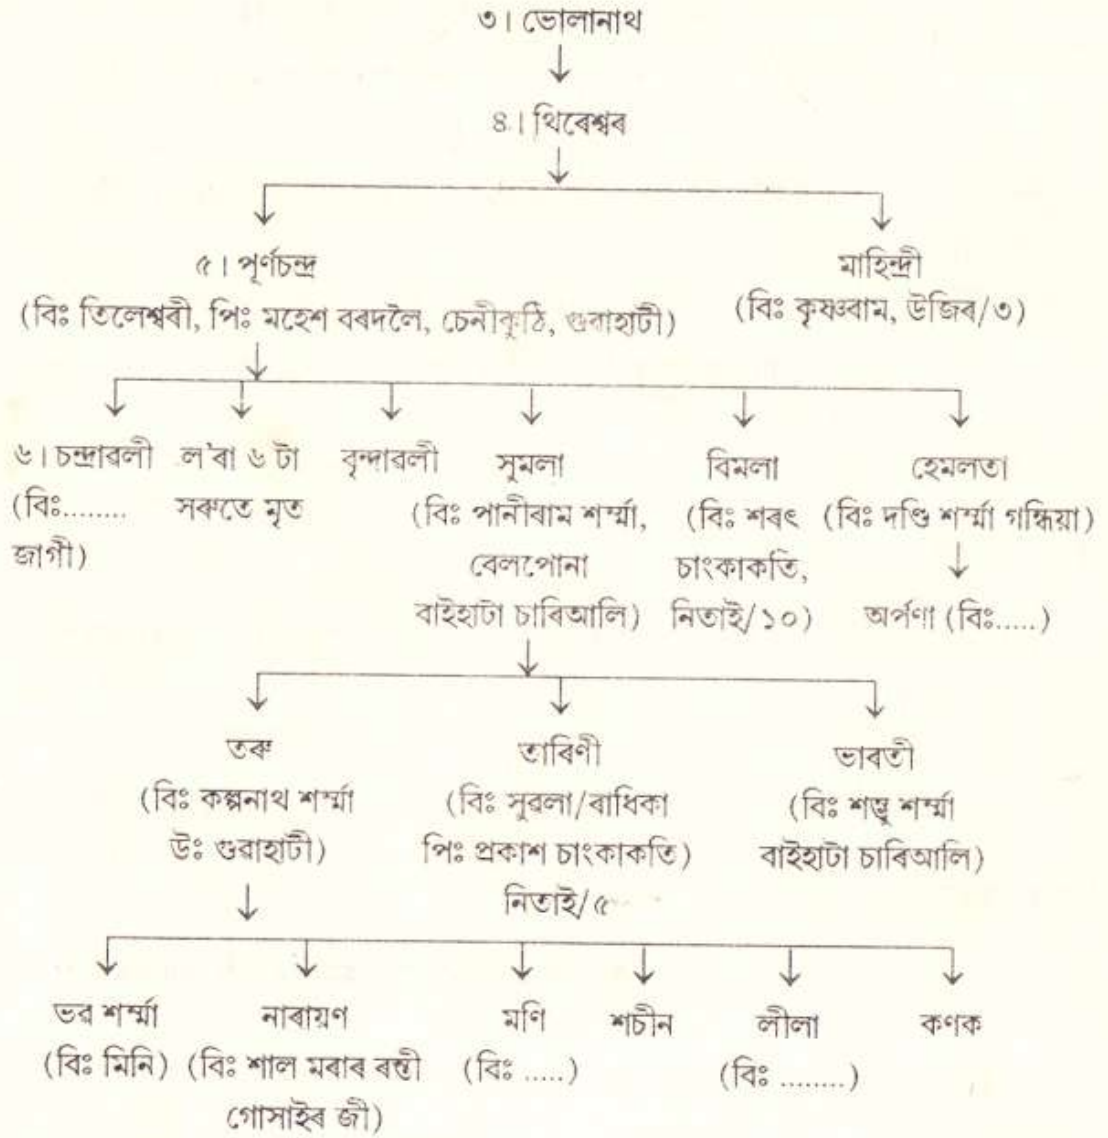 ৩। ভোলানাথ
৪। থিৰেশ্বৰ
৫। পূৰ্ণচন্দ্ৰ মাহিন্দ্ৰী
(বিঃ তিলেশ্বৰী, পিঃ মহেশ বৰদলৈ, চেনীকুঠি, গুৱাহাটী) (বিঃ কৃষ্ণৰাম, উজিৰ/৩)
৬। চন্দ্ৰাৱলী ল'ৰা ৬ টা বৃন্দাৱলী সুমলা বিমলা হেমলতা
(বিঃ........ সৰুতে মৃত (বিঃ পানীৰাম শৰ্ম্মা, (বিঃ শৰৎ (বিঃ দণ্ডি শৰ্ম্মা গন্ধিয়া)
জাগী) বেলপোনা চাংকাকতি,
বাইহাটা চাৰিআলি) নিতাই/১০) অৰ্পণা (বিঃ.....)
তৰু তাৰিণী ভাৰতী
(বিঃ কল্পনাথ শৰ্ম্মা (বিঃ সুৱলা/ৰাধিকা (বিঃ শম্ভু শৰ্ম্মা
উঃ গুৱাহাটী) পিঃ প্ৰকাশ চাংকাকতি) বাইহাটা চাৰিআলি)
নিতাই/৫
ভৱ শৰ্ম্মা নাৰায়ণ মণি শচীন লীলা কণক
(বিঃ মিনি) (বিঃ শাল মৰাৰ ৰন্তী (বিঃ .....) (বিঃ ........)
গোসাইৰ জী)